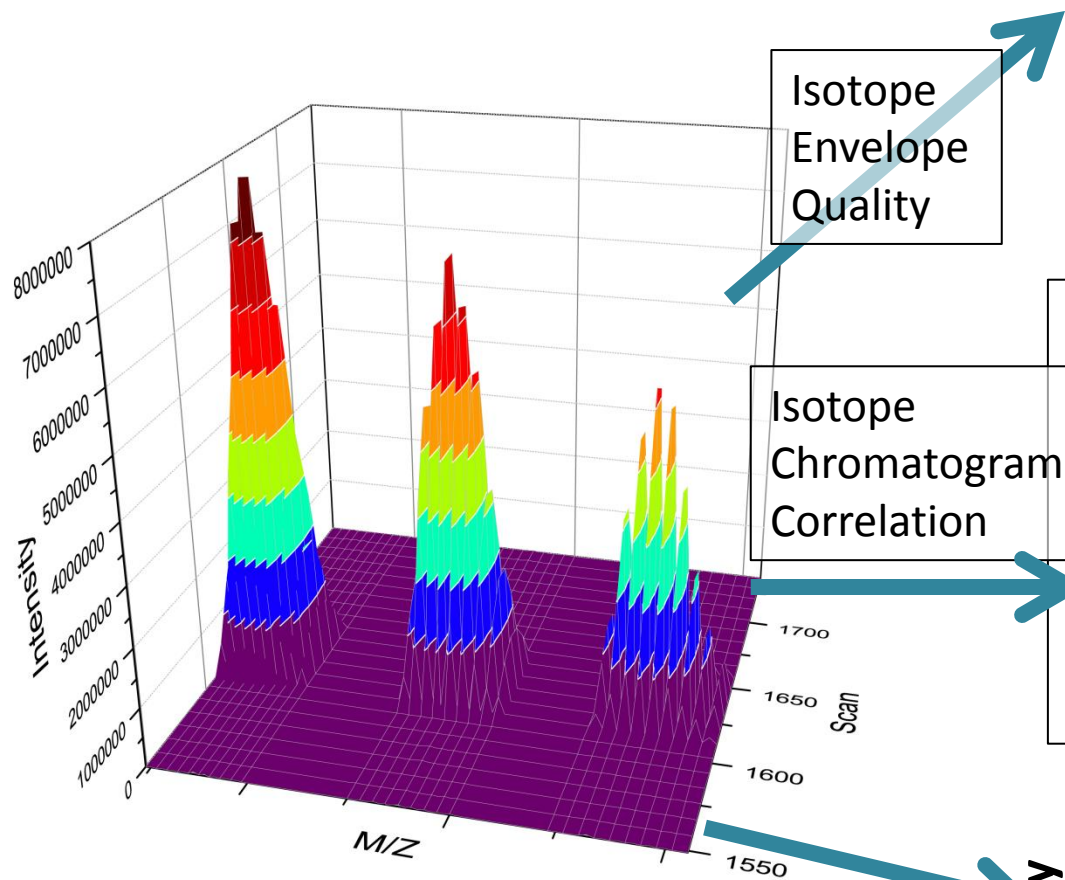 Isotope
Envelope
Quality
Isotope
Chromatogram
Correlation
8000000
7000000
6000000
5000000
4000000
3000000
2000000
1000000
0
Intensity
M/Z
1700
1650
1600
1550
Scan
y